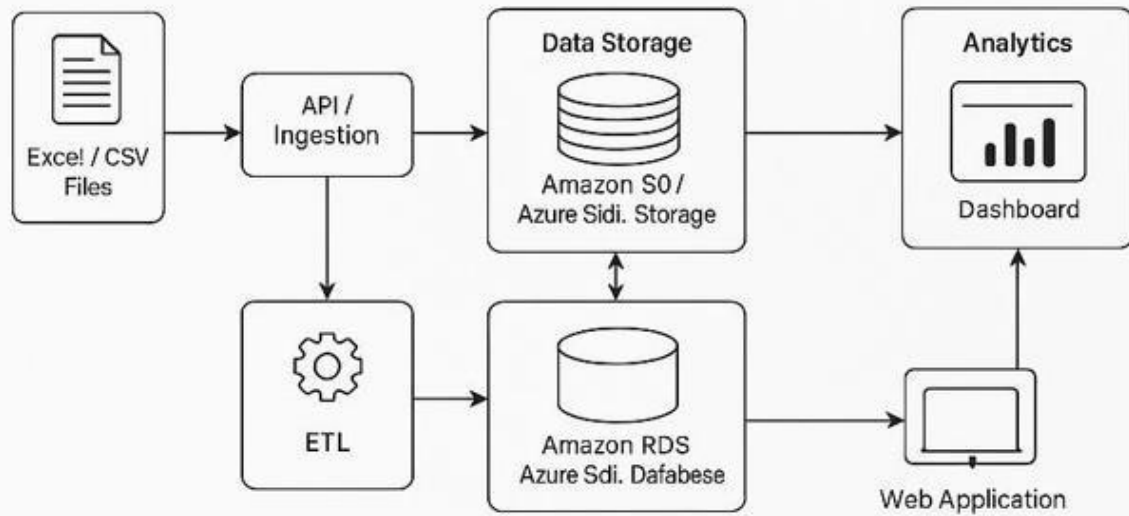 Excel / CSV
Files
API /
Ingestion
Data Storage
Amazon S0 /
Azure Sidi. Storage
Analytics
Dashboard
ETL
Amazon RDS
Azure Sdi. Dafabese
Web Application